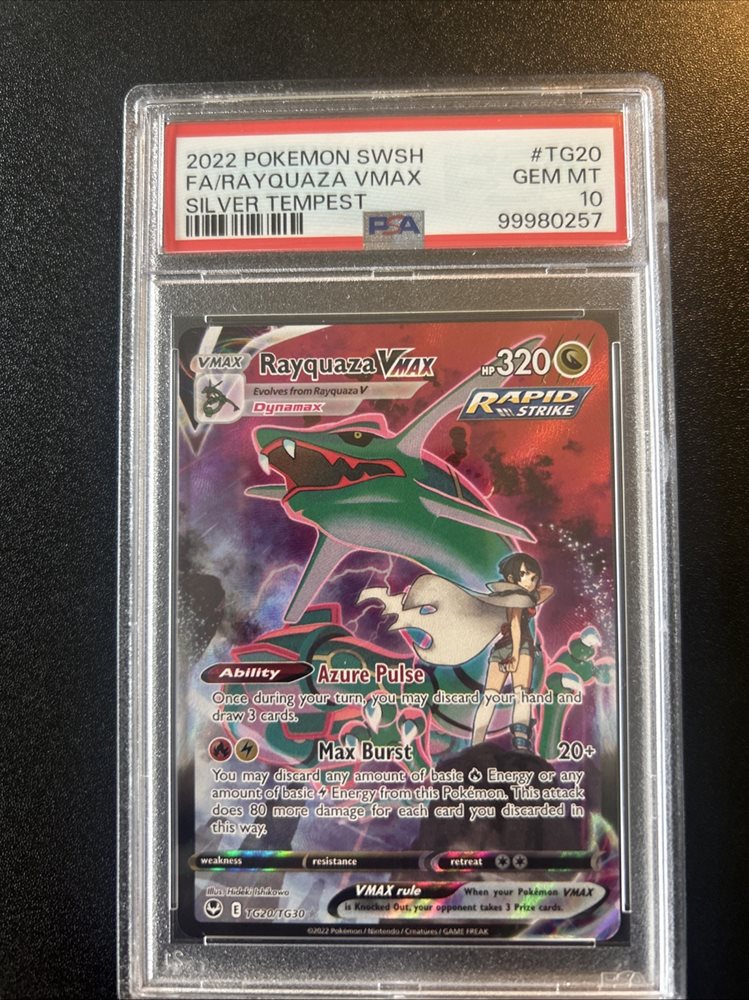 2022 POKEMON SWSH #TG20
FA/RAYQUAZA VMAX GEM MT
SILVER TEMPEST 10
PSA 99980257
VMAX Rayquaza VMAX HP 320
Evolves from Rayquaza V
Dynamax
RAPID
STRIKE
Ability Azure Pulse
Once during your turn, you may discard your hand and
draw 3 cards.
Max Burst 20+
You may discard any amount of basic Energy or any
amount of basic Energy from this Pokémon. This attack
does 80 more damage for each card you discarded in
this way.
weakness resistance retreat
Illus. Hideki Ishikawa
E TG20/TG30
VMAX rule When your Pokémon VMAX
is Knocked Out, your opponent takes 3 Prize cards.
©2022 Pokémon / Nintendo / Creatures / GAME FREAK